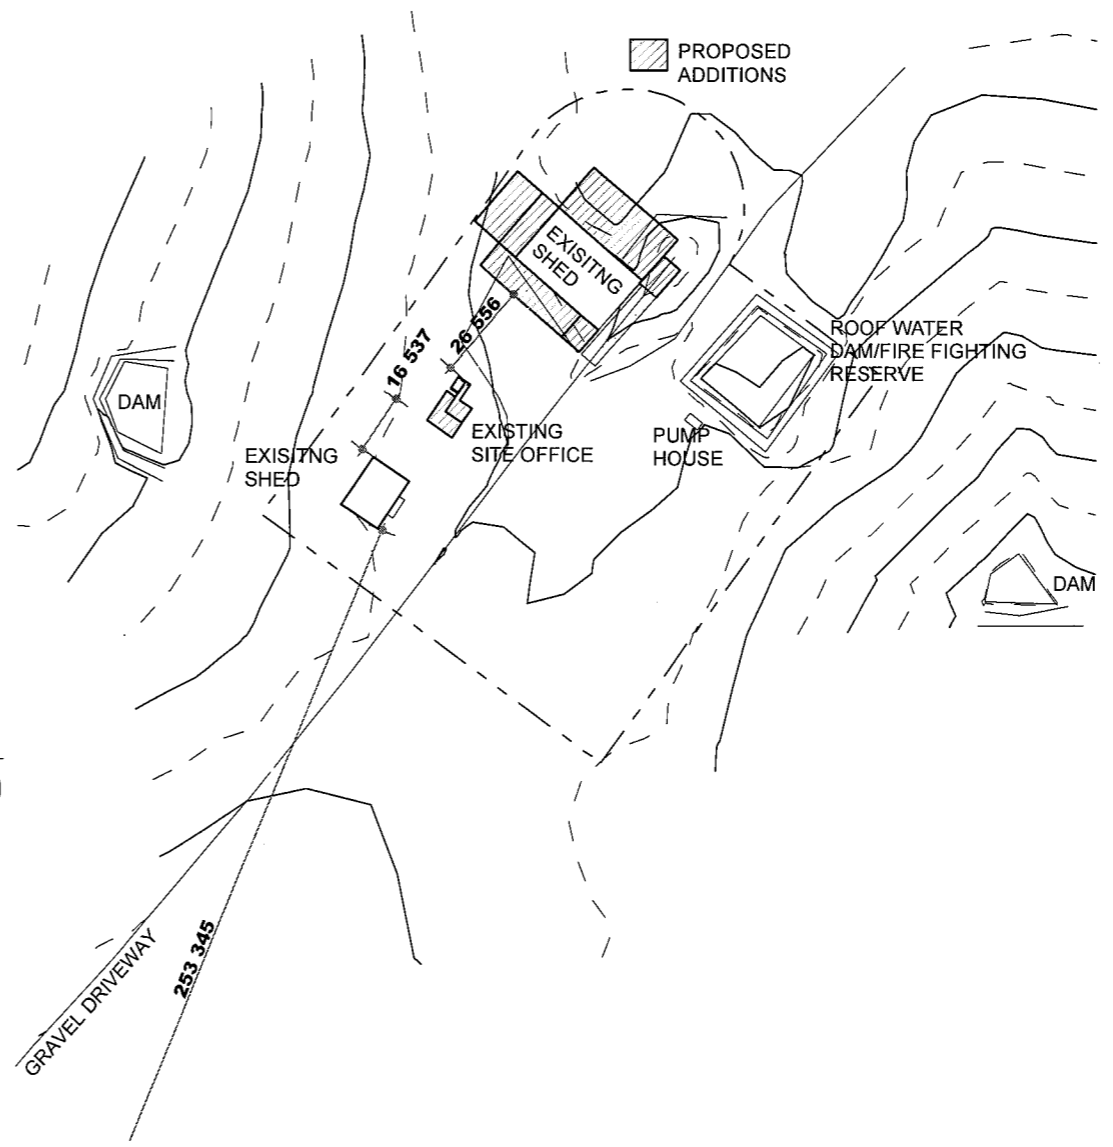 PROPOSED
ADDITIONS
EXISITNG
SHED
26 556
16 537
ROOF WATER
DAM/FIRE FIGHTING
RESERVE
DAM
EXISTING
SITE OFFICE
PUMP
HOUSE
EXISITNG
SHED
DAM
253 345
GRAVEL DRIVEWAY